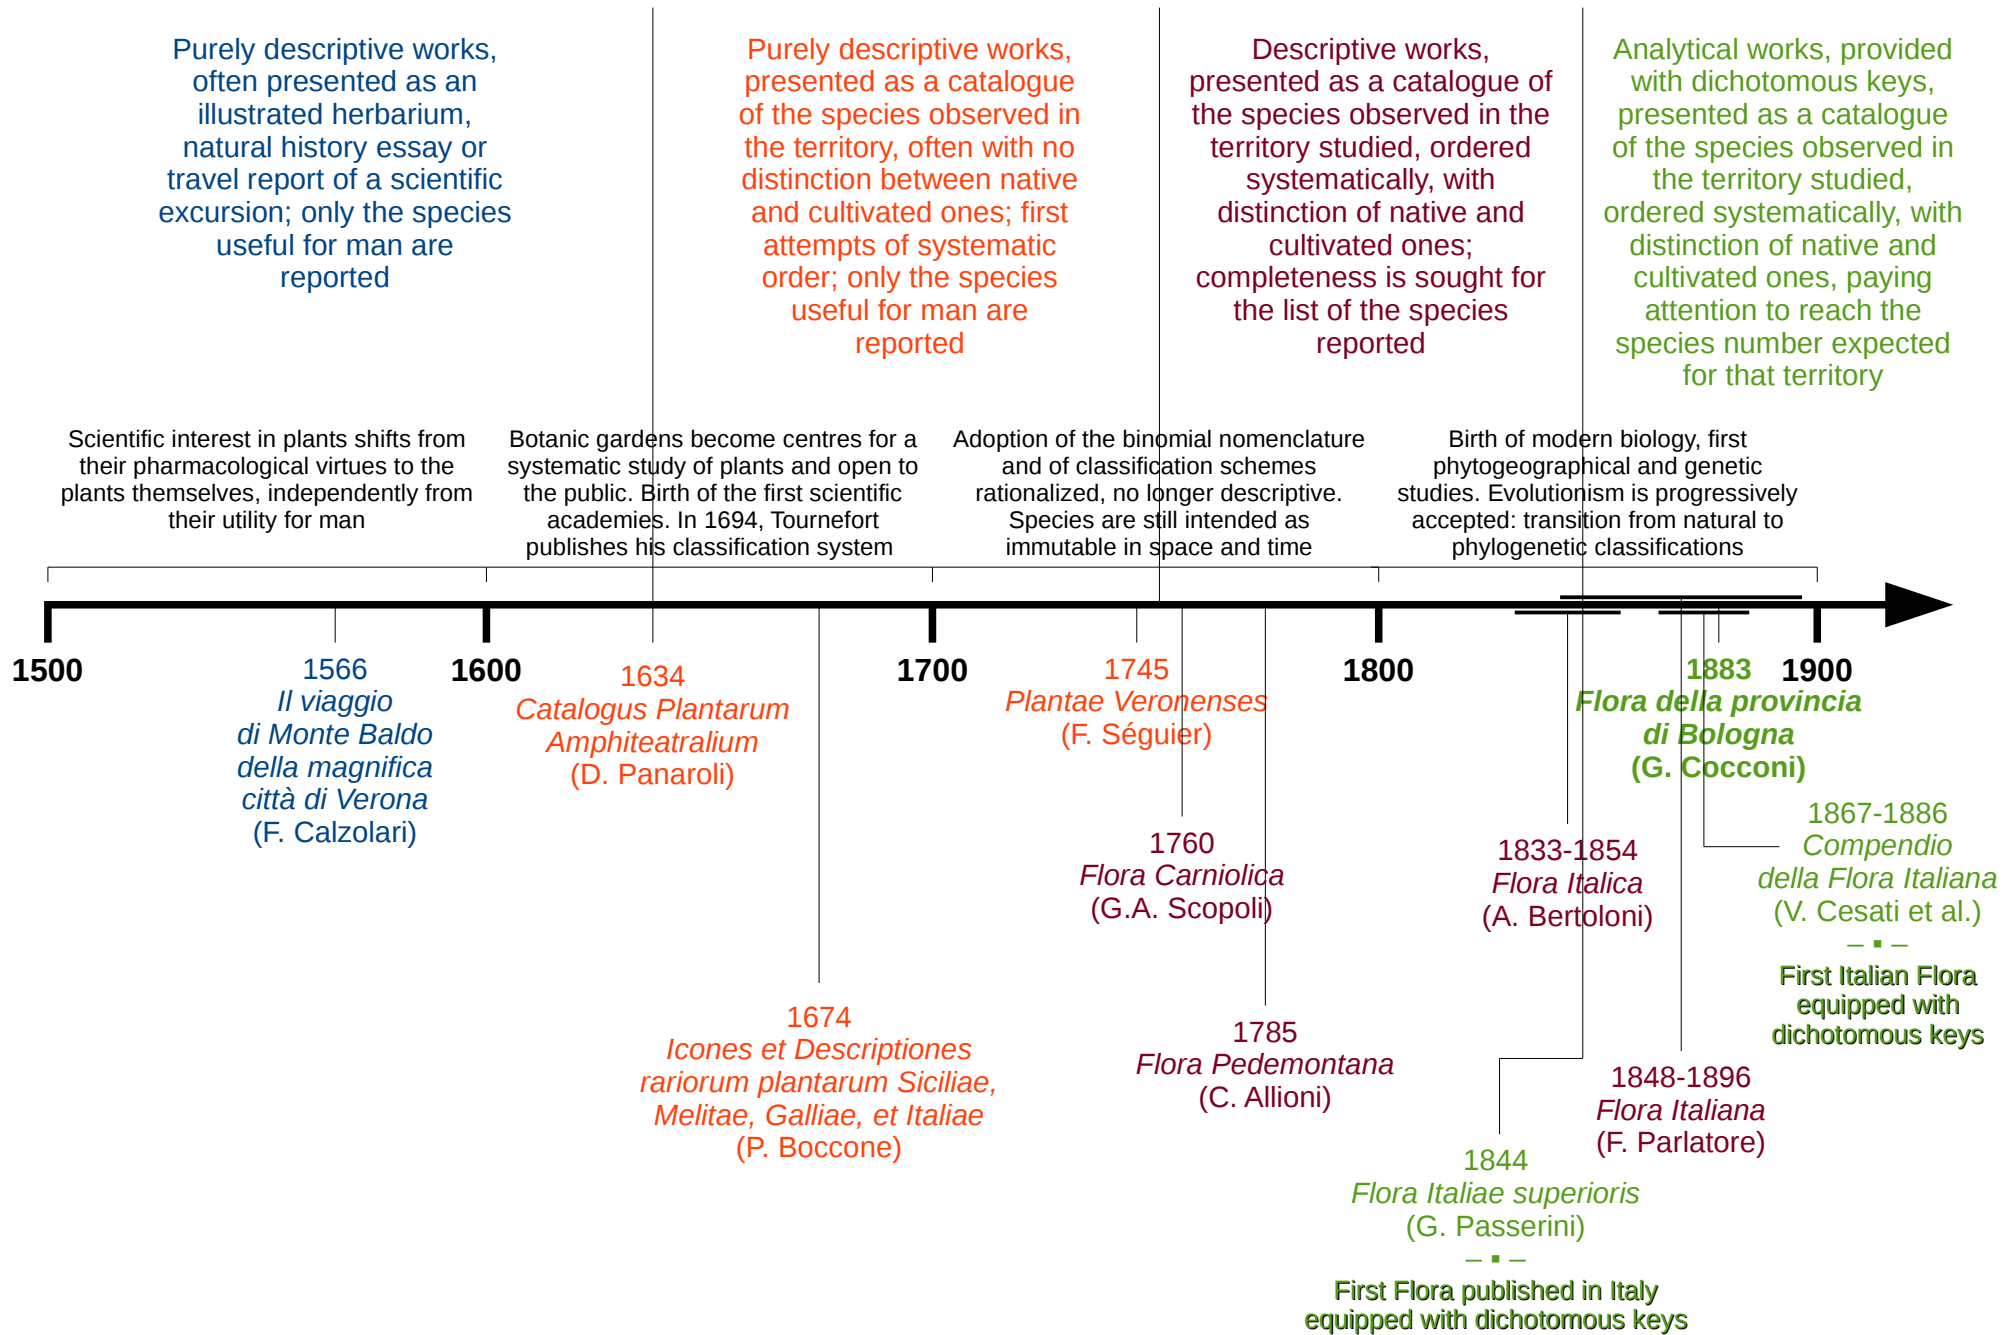 Purely descriptive works,
often presented as an
illustrated herbarium,
natural history essay or
travel report of a scientific
excursion; only the species
useful for man are
reported
Purely descriptive works,
presented as a catalogue
of the species observed in
the territory, often with no
distinction between native
and cultivated ones; first
attempts of systematic
order; only the species
useful for man are
reported
Descriptive works,
presented as a catalogue of
the species observed in the
territory studied, ordered
systematically, with
distinction of native and
cultivated ones;
completeness is sought for
the list of the species
reported
Analytical works, provided
with dichotomous keys,
presented as a catalogue
of the species observed in
the territory studied,
ordered systematically, with
distinction of native and
cultivated ones, paying
attention to reach the
species number expected
for that territory
Scientific interest in plants shifts from
their pharmacological virtues to the
plants themselves, independently from
their utility for man
Botanic gardens become centres for a
systematic study of plants and open to
the public. Birth of the first scientific
academies. In 1694, Tournefort
publishes his classification system
Adoption of the binomial nomenclature
and of classification schemes
rationalized, no longer descriptive.
Species are still intended as
immutable in space and time
Birth of modern biology, first
phytogeographical and genetic
studies. Evolutionism is progressively
accepted: transition from natural to
phylogenetic classifications
1500
1600
1700
1800
1900
1566
Il viaggio
di Monte Baldo
della magnifica
città di Verona
(F. Calzolari)
1634
Catalogus Plantarum
Amphiteatralium
(D. Panaroli)
1674
Icones et Descriptiones
rariorum plantarum Siciliae,
Melitae, Galliae, et Italiae
(P. Boccone)
1745
Plantae Veronenses
(F. Séguier)
1760
Flora Carniolica
(G.A. Scopoli)
1785
Flora Pedemontana
(C. Allioni)
1833-1854
Flora Italica
(A. Bertoloni)
1844
Flora Italiae superioris
(G. Passerini)
– ▪ –
First Flora published in Italy
equipped with dichotomous keys
1848-1896
Flora Italiana
(F. Parlatore)
1883
Flora della provincia
di Bologna
(G. Cocconi)
1867-1886
Compendio
della Flora Italiana
(V. Cesati et al.)
– ▪ –
First Italian Flora
equipped with
dichotomous keys